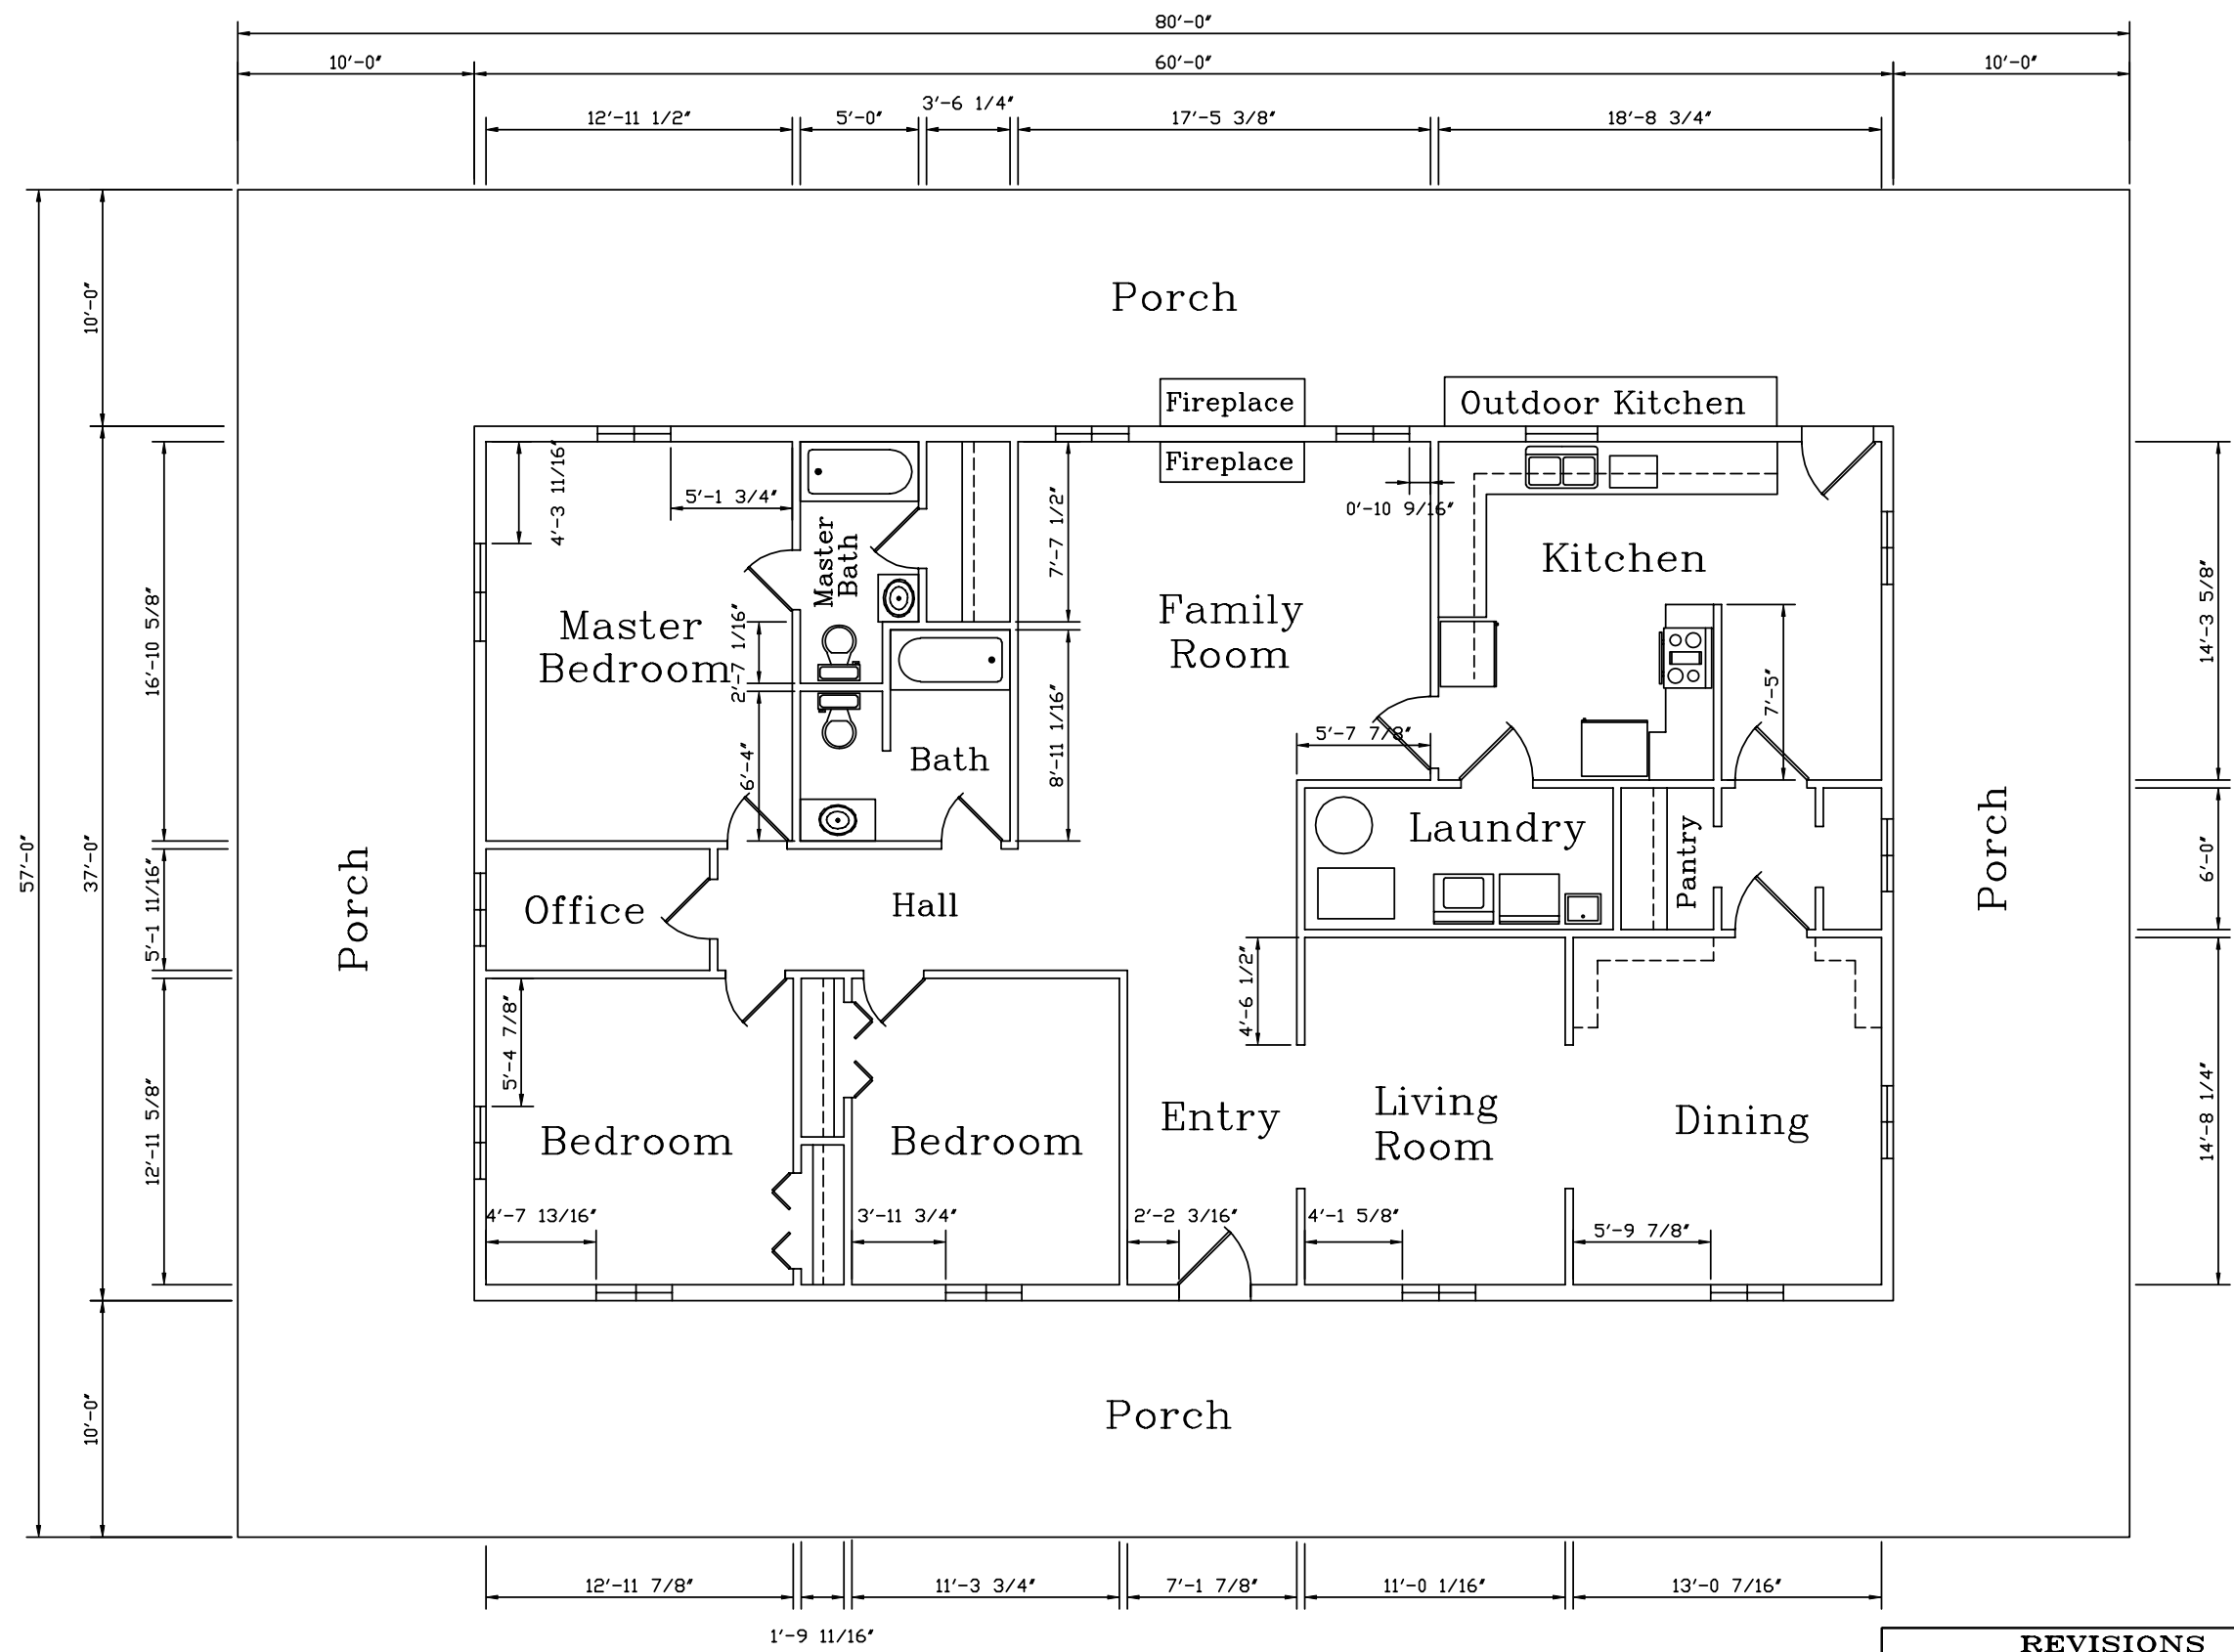 80'-0"
10'-0"
60'-0"
10'-0"
3'-6 1/4"
12'-11 1/2"
5'-0"
17'-5 3/8"
18'-8 3/4"
Porch
10'-0"
Fireplace
Outdoor Kitchen
Fireplace
4'-3 11/16"
5'-1 3/4"
7'-7 1/2"
0'-10 9/16"
Master
Bath
Kitchen
Family
Room
Master
Bedroom
16'-10 5/8"
2'-7 1/16"
14'-3 5/8"
7'-5"
8'-11 1/16"
5'-7 7/8"
6'-4"
Bath
Laundry
Pantry
57'-0"
37'-0"
Porch
5'-1 11/16"
Office
Hall
6'-0"
Porch
4'-6 1/2"
5'-4 7/8"
12'-11 5/8"
14'-8 1/4"
Bedroom
Bedroom
Entry
Living
Room
Dining
4'-7 13/16"
3'-11 3/4"
2'-2 3/16"
4'-1 5/8"
5'-9 7/8"
10'-0"
Porch
12'-11 7/8"
11'-3 3/4"
7'-1 7/8"
11'-0 1/16"
13'-0 7/16"
1'-9 11/16"
REVISIONS